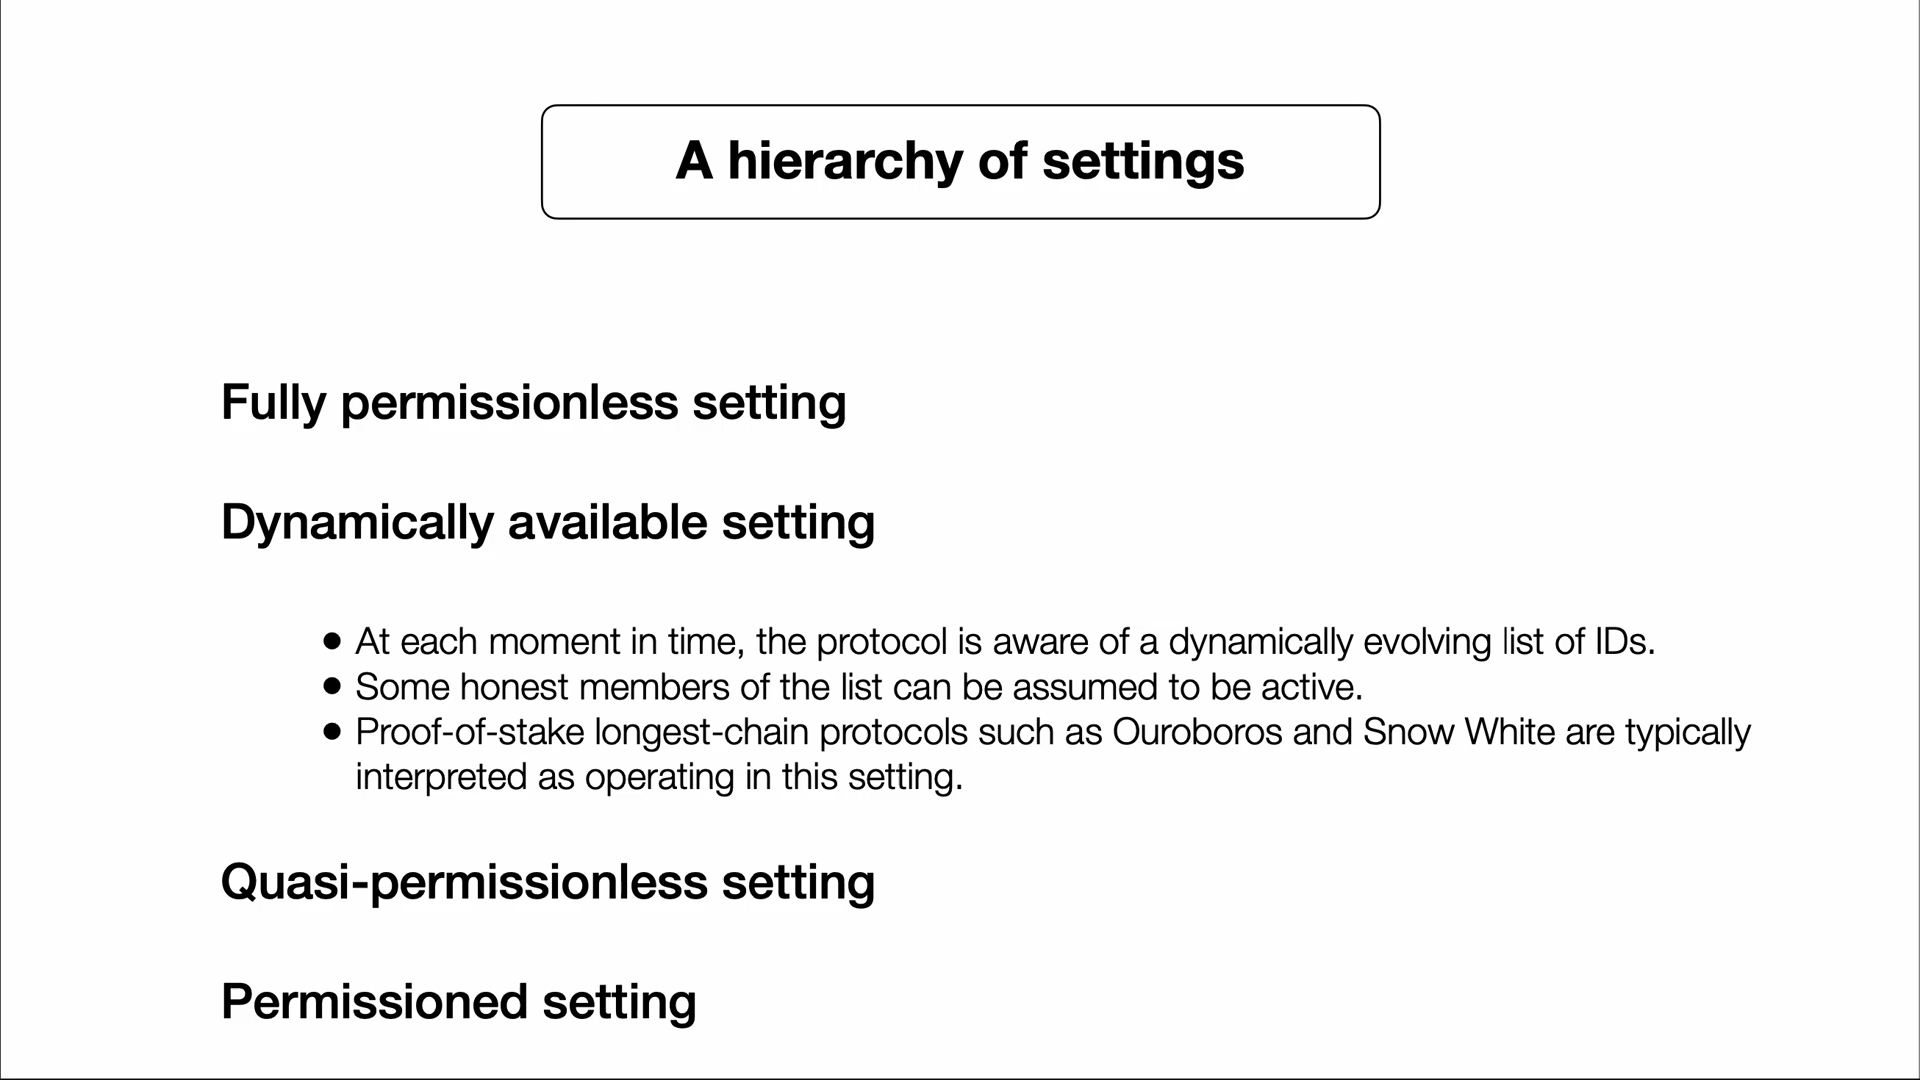 A hierarchy of settings
Fully permissionless setting
Dynamically available setting
● At each moment in time, the protocol is aware of a dynamically evolving list of IDs.
● Some honest members of the list can be assumed to be active.
● Proof-of-stake longest-chain protocols such as Ouroboros and Snow White are typically
interpreted as operating in this setting.
Quasi-permissionless setting
Permissioned setting